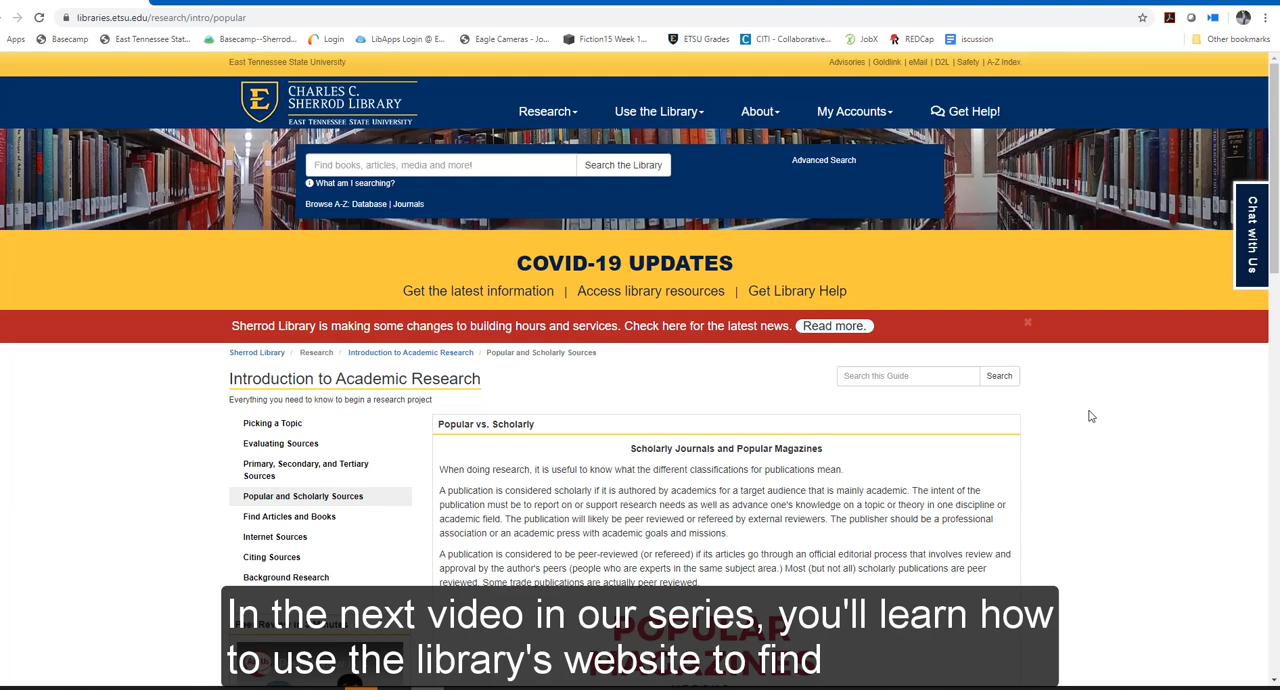 libraries.etsu.edu/research/intro/popular
Apps Basecamp East Tennessee Stat... Basecamp--Sherrod... Login LibApps Login @ E... Eagle Cameras - Jo... Fiction15 Week 1... ETSU Grades CITI - Collaborative... JobX REDCap iscussion Other bookmarks
East Tennessee State University Advisories | Goldlink | eMail | D2L | Safety | A-Z Index
CHARLES C.
SHERROD LIBRARY
EAST TENNESSEE STATE UNIVERSITY
Research Use the Library About My Accounts Get Help!
Find books, articles, media and more! Search the Library Advanced Search
What am I searching?
Browse A-Z: Database | Journals
Chat with Us
COVID-19 UPDATES
Get the latest information | Access library resources | Get Library Help
Sherrod Library is making some changes to building hours and services. Check here for the latest news. Read more. ×
Sherrod Library / Research / Introduction to Academic Research / Popular and Scholarly Sources
Introduction to Academic Research Search this Guide Search
Everything you need to know to begin a research project
Picking a Topic
Evaluating Sources
Primary, Secondary, and Tertiary
Sources
Popular and Scholarly Sources
Find Articles and Books
Internet Sources
Citing Sources
Background Research
Popular vs. Scholarly
Scholarly Journals and Popular Magazines
When doing research, it is useful to know what the different classifications for publications mean.
A publication is considered scholarly if it is authored by academics for a target audience that is mainly academic. The intent of the
publication must be to report on or support research needs as well as advance one's knowledge on a topic or theory in one discipline or
academic field. The publication will likely be peer reviewed or refereed by external reviewers. The publisher should be a professional
association or an academic press with academic goals and missions.
A publication is considered to be peer-reviewed (or refereed) if its articles go through an official editorial process that involves review and
approval by the author's peers (people who are experts in the same subject area.) Most (but not all) scholarly publications are peer
reviewed. Some trade publications are actually peer reviewed.
POPULAR
MAGAZINES
In the next video in our series, you'll learn how
to use the library's website to find